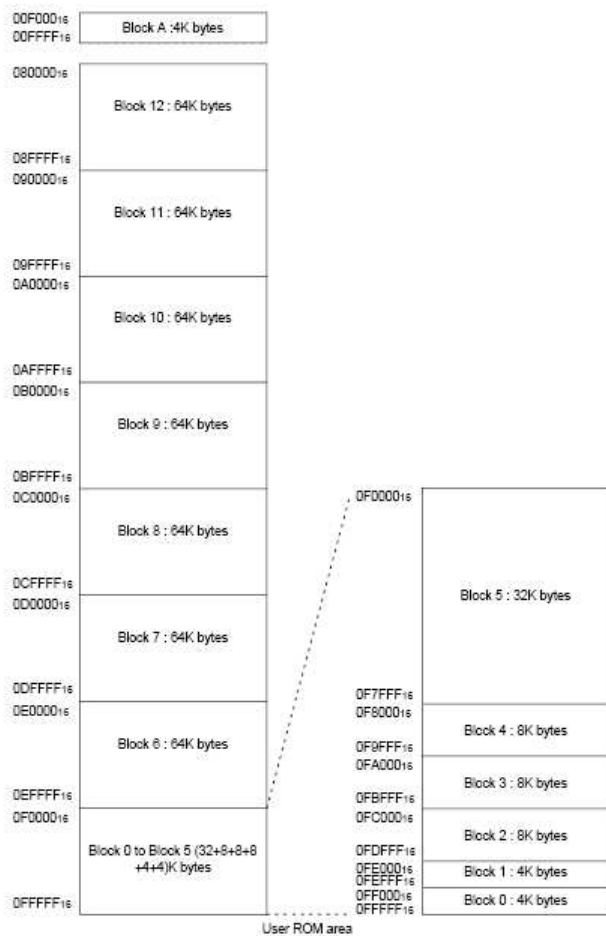 00F000₁₆
Block A :4K bytes
00FFFF₁₆
080000₁₆
Block 12 : 64K bytes
08FFFF₁₆
090000₁₆
Block 11 : 64K bytes
09FFFF₁₆
0A0000₁₆
Block 10 : 64K bytes
0AFFFF₁₆
0B0000₁₆
Block 9 : 64K bytes
0BFFFF₁₆
0C0000₁₆
Block 8 : 64K bytes
0CFFFF₁₆
0D0000₁₆
Block 7 : 64K bytes
0DFFFF₁₆
0E0000₁₆
Block 6 : 64K bytes
0EFFFF₁₆
0F0000₁₆
Block 0 to Block 5 (32+8+8+8
+4+4)K bytes
0FFFFF₁₆
0F0000₁₆
Block 5 : 32K bytes
0F7FFF₁₆
0F8000₁₆
Block 4 : 8K bytes
0F9FFF₁₆
0FA000₁₆
Block 3 : 8K bytes
0FBFFF₁₆
0FC000₁₆
Block 2 : 8K bytes
0FDFFF₁₆
0FE000₁₆
Block 1 : 4K bytes
0FEFFF₁₆
0FF000₁₆
Block 0 : 4K bytes
0FFFFF₁₆
User ROM area